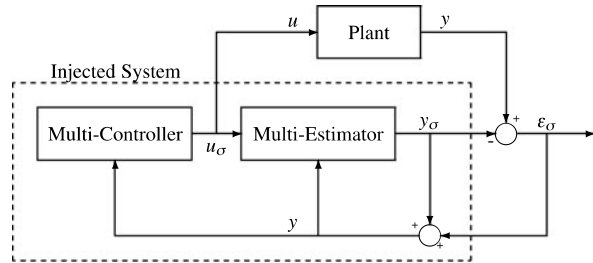 u
y
Plant
Injected System
Multi-Controller
Multi-Estimator
u_σ
y_σ
+
-
ε_σ
y
+
+